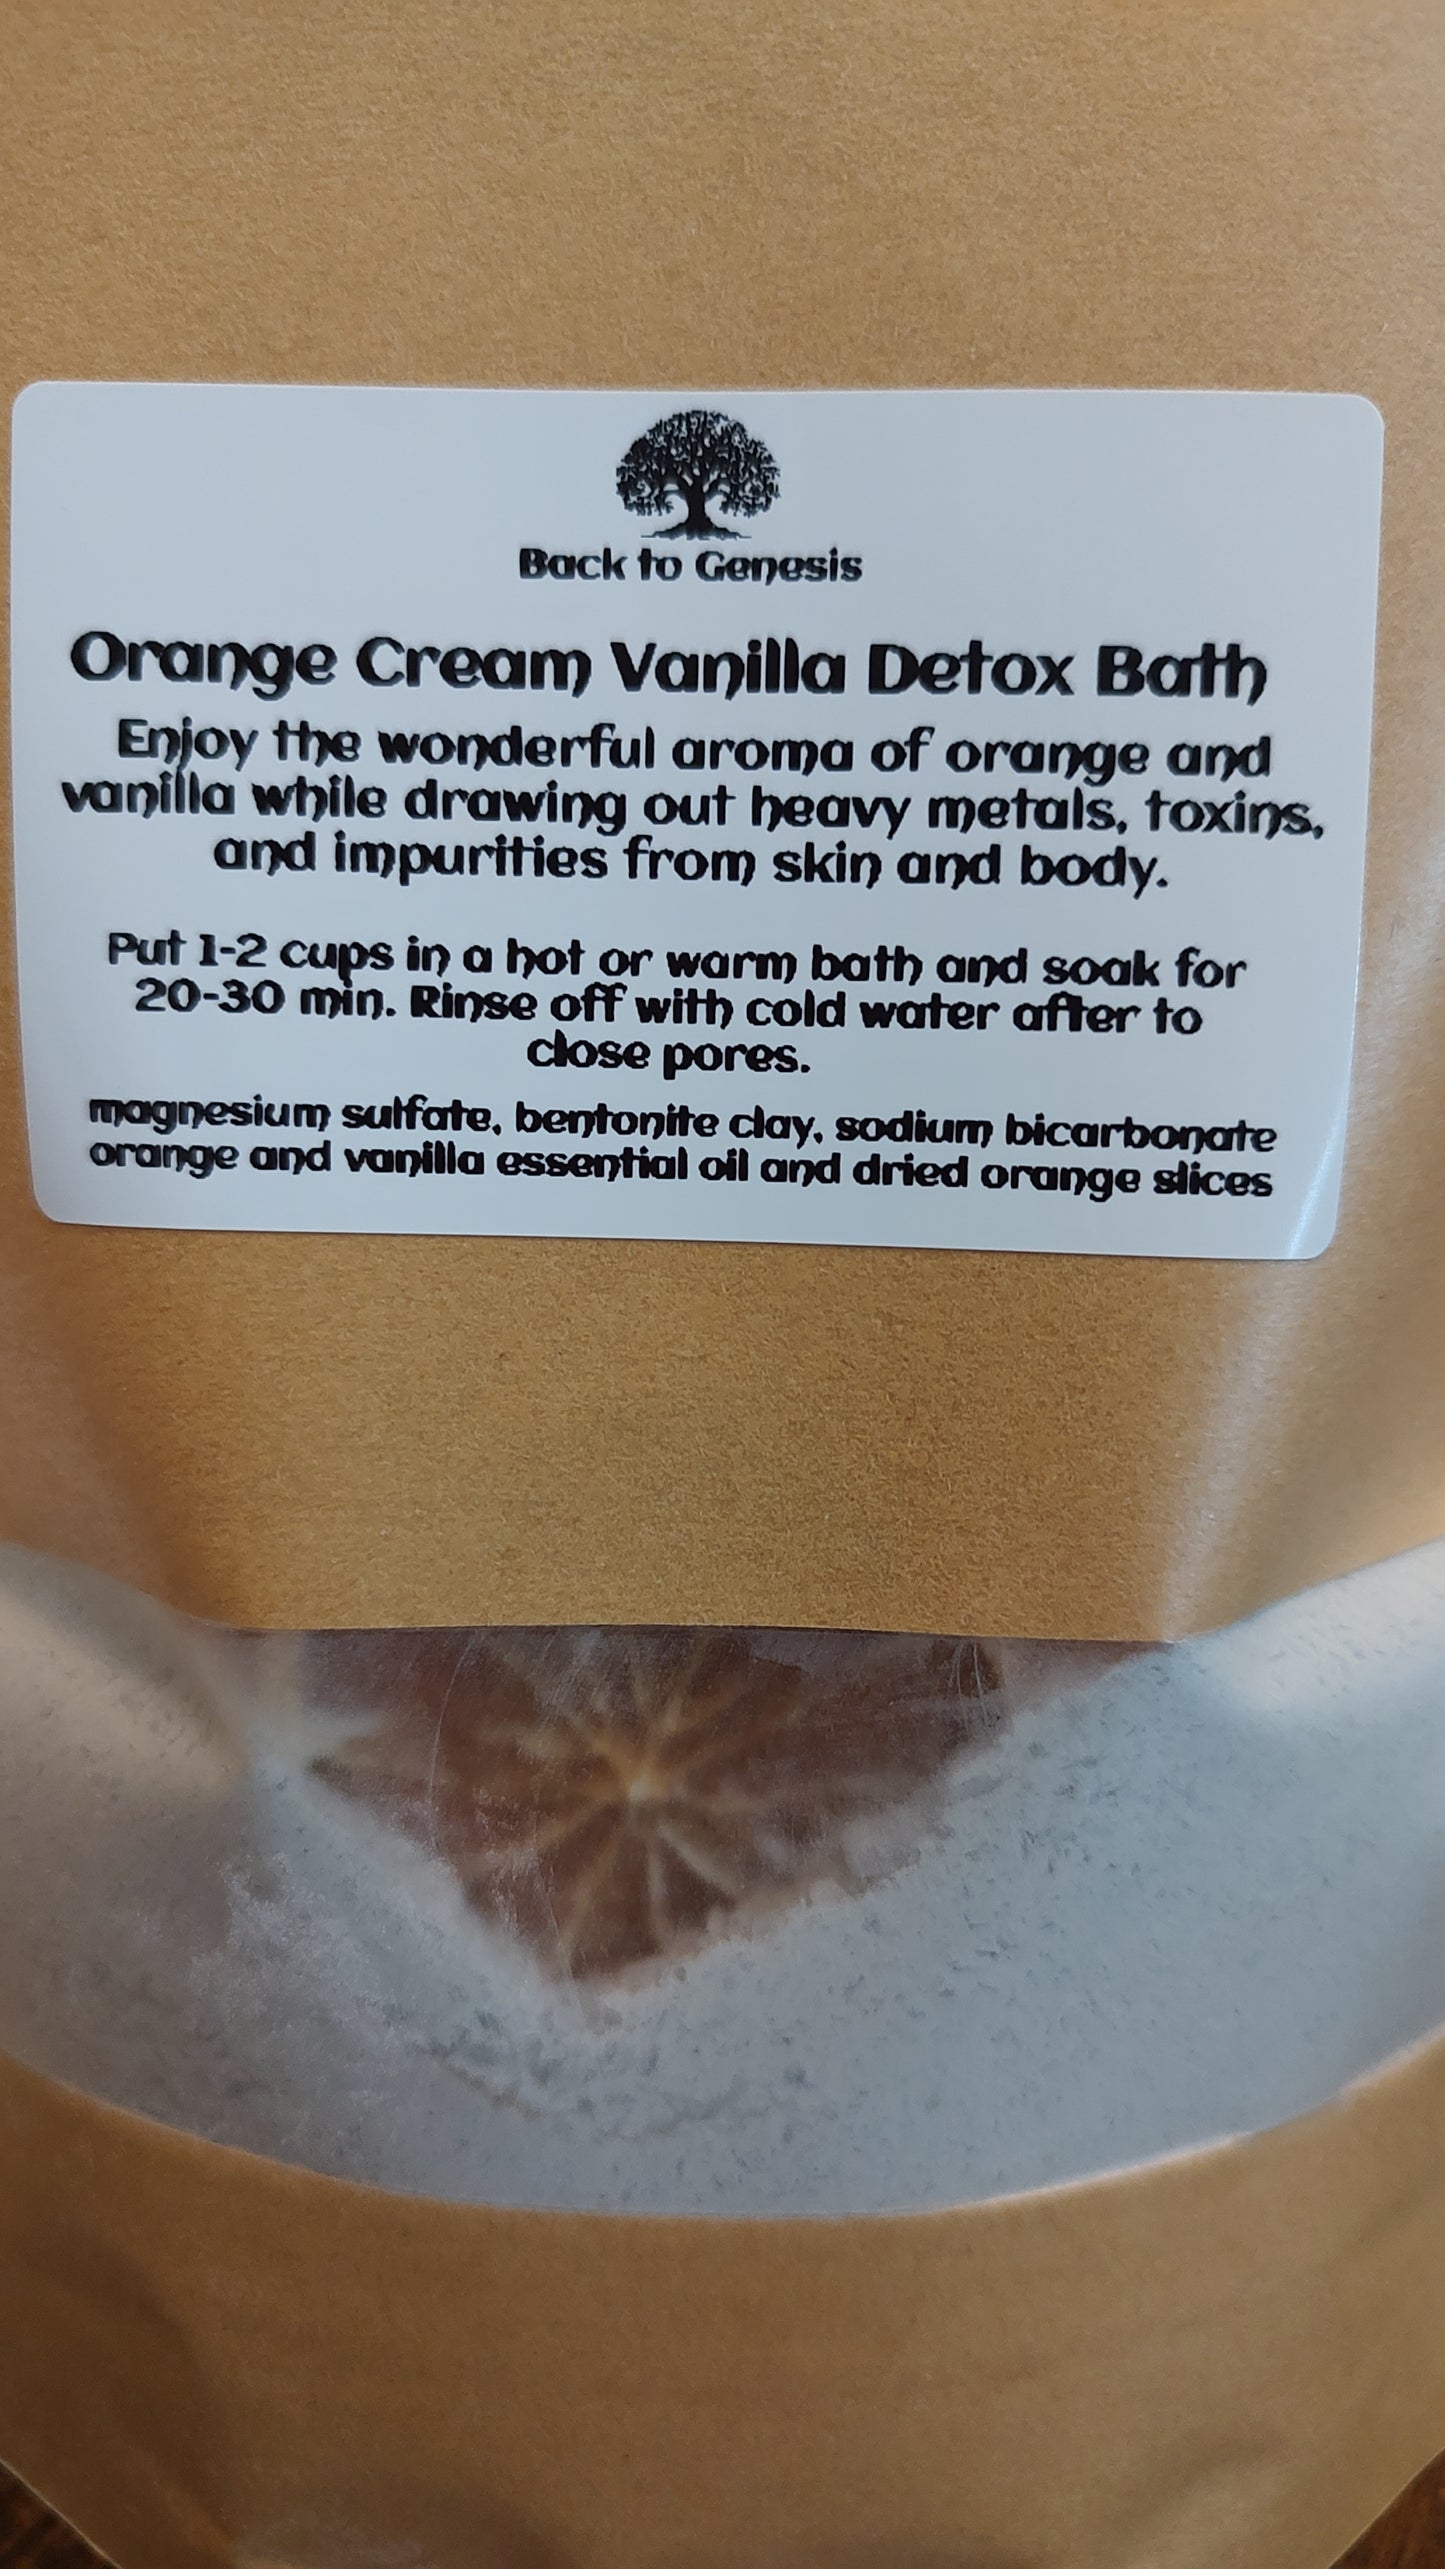 Back to Genesis
Orange Cream Vanilla Detox Bath
Enjoy the wonderful aroma of orange and
vanilla while drawing out heavy metals, toxins,
and impurities from skin and body.
Put 1-2 cups in a hot or warm bath and soak for
20-30 min. Rinse off with cold water after to
close pores.
magnesium sulfate, bentonite clay, sodium bicarbonate
orange and vanilla essential oil and dried orange slices